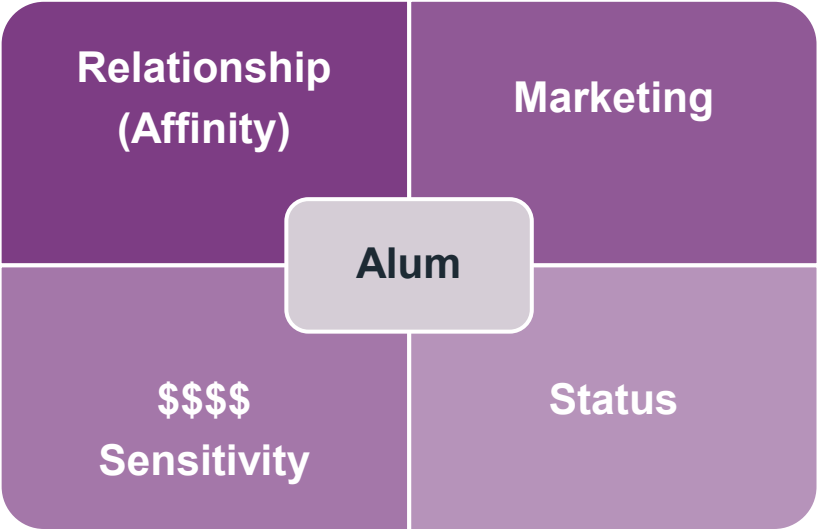 Relationship
(Affinity)
Marketing
Alum
$$$$
Sensitivity
Status